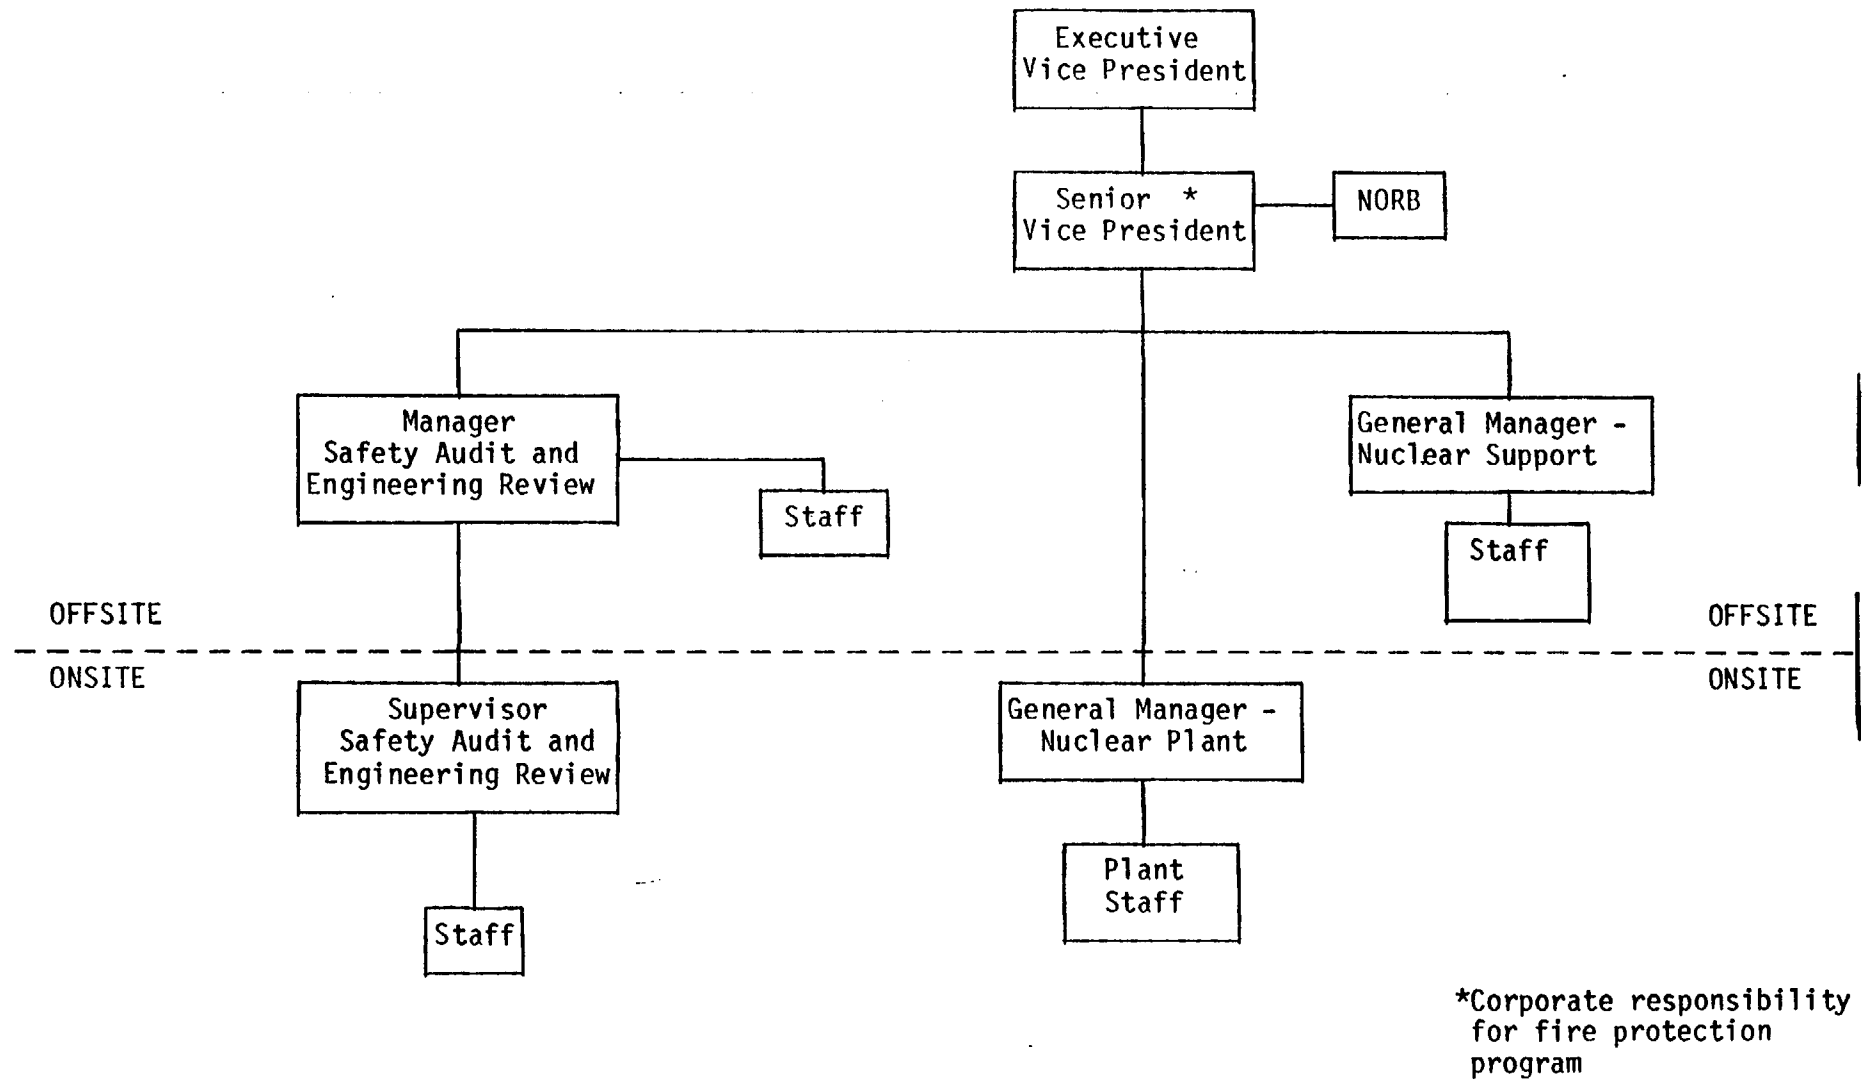 Executive
Vice President
Senior *
Vice President
NORB
Manager
Safety Audit and
Engineering Review
Staff
General Manager -
Nuclear Support
Staff
OFFSITE
OFFSITE
ONSITE
ONSITE
Supervisor
Safety Audit and
Engineering Review
General Manager -
Nuclear Plant
Staff
Plant
Staff
*Corporate responsibility
for fire protection
program